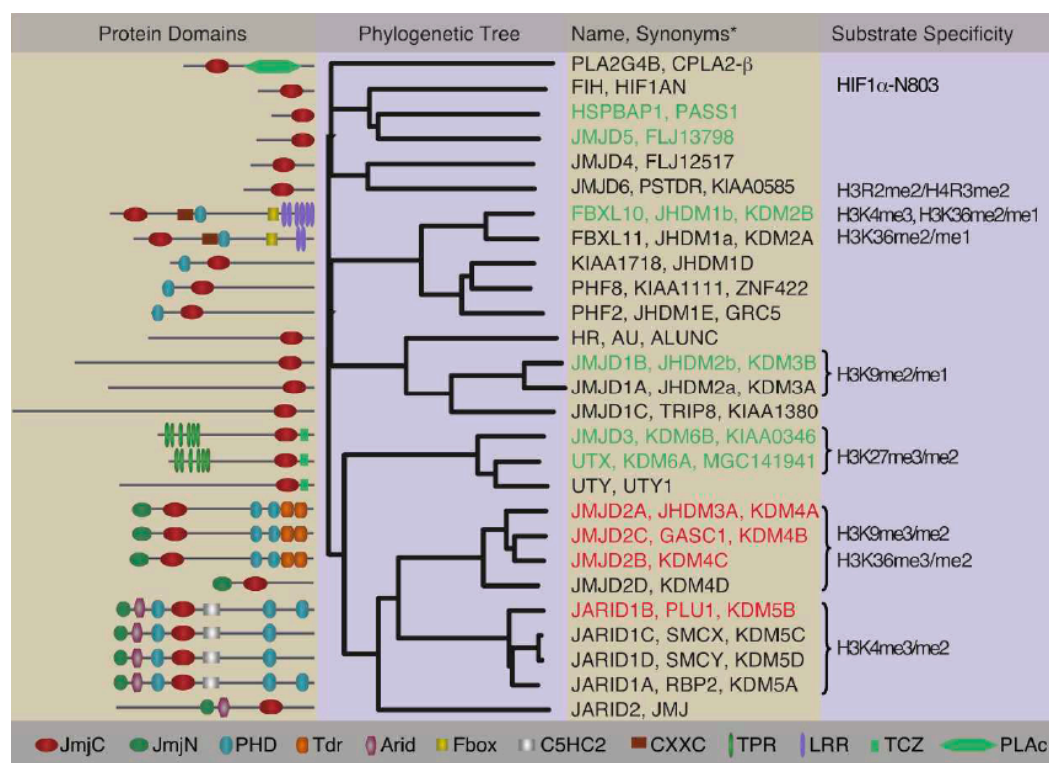 Protein Domains Phylogenetic Tree Name, Synonyms* Substrate Specificity
PLA2G4B, CPLA2-β
FIH, HIF1AN HIF1α-N803
HSPBAP1, PASS1
JMJD5, FLJ13798
JMJD4, FLJ12517
JMJD6, PSTDR, KIAA0585 H3R2me2/H4R3me2
FBXL10, JHDM1b, KDM2B H3K4me3, H3K36me2/me1
FBXL11, JHDM1a, KDM2A H3K36me2/me1
KIAA1718, JHDM1D
PHF8, KIAA1111, ZNF422
PHF2, JHDM1E, GRC5
HR, AU, ALUNC
JMJD1B, JHDM2b, KDM3B
H3K9me2/me1
JMJD1A, JHDM2a, KDM3A
JMJD1C, TRIP8, KIAA1380
JMJD3, KDM6B, KIAA0346
H3K27me3/me2
UTX, KDM6A, MGC141941
UTY, UTY1
JMJD2A, JHDM3A, KDM4A
JMJD2C, GASC1, KDM4B H3K9me3/me2
JMJD2B, KDM4C H3K36me3/me2
JMJD2D, KDM4D
JARID1B, PLU1, KDM5B
JARID1C, SMCX, KDM5C
H3K4me3/me2
JARID1D, SMCY, KDM5D
JARID1A, RBP2, KDM5A
JARID2, JMJ
JmjC JmjN PHD Tdr Arid Fbox C5HC2 CXXC TPR LRR TCZ PLAc